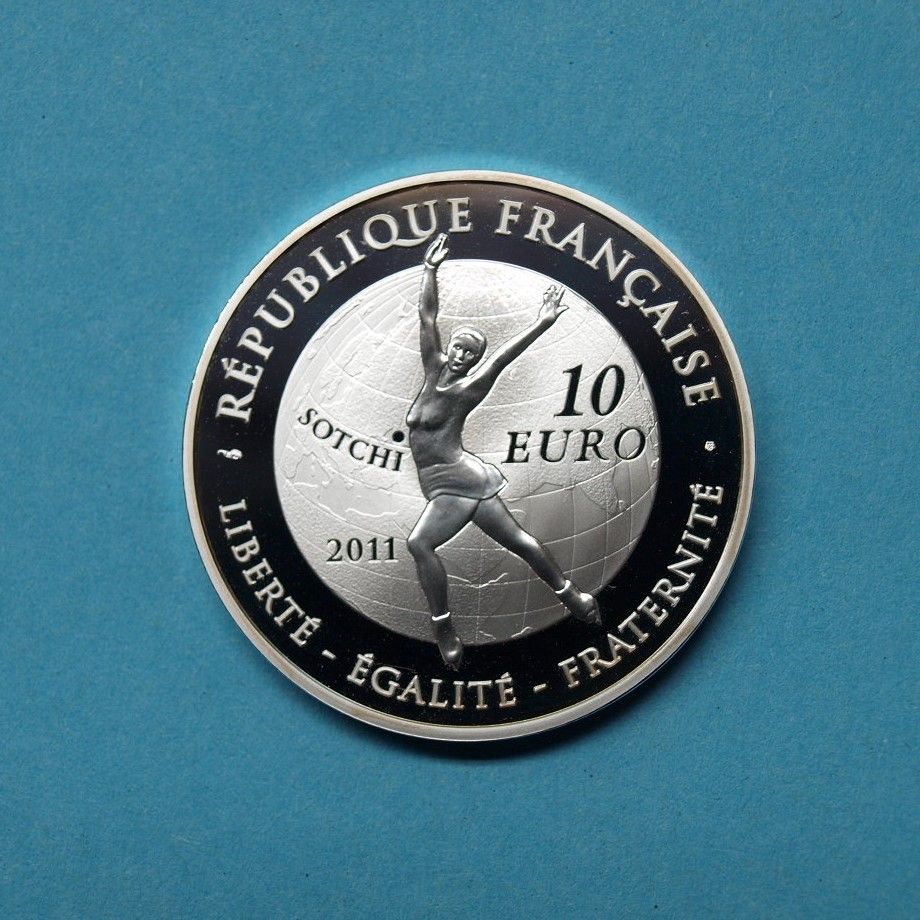 RÉPUBLIQUE FRANÇAISE
10
EURO
SOTCHI
2011
LIBERTÉ - ÉGALITÉ - FRATERNITÉ